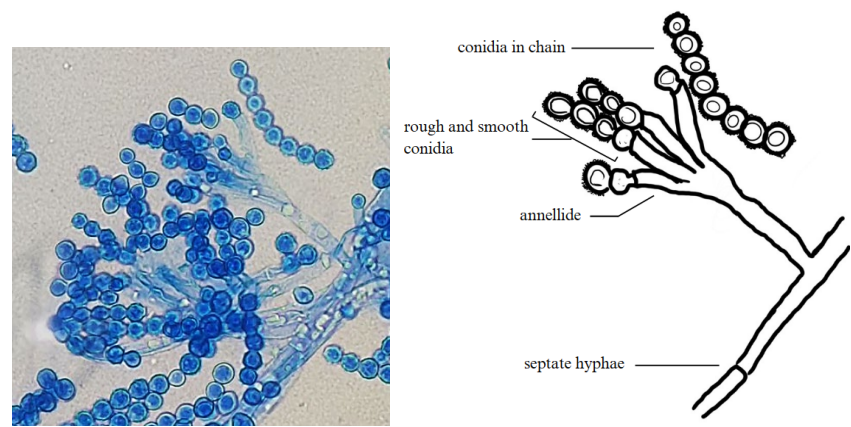 conidia in chain
rough and smooth
conidia
annellide
septate hyphae